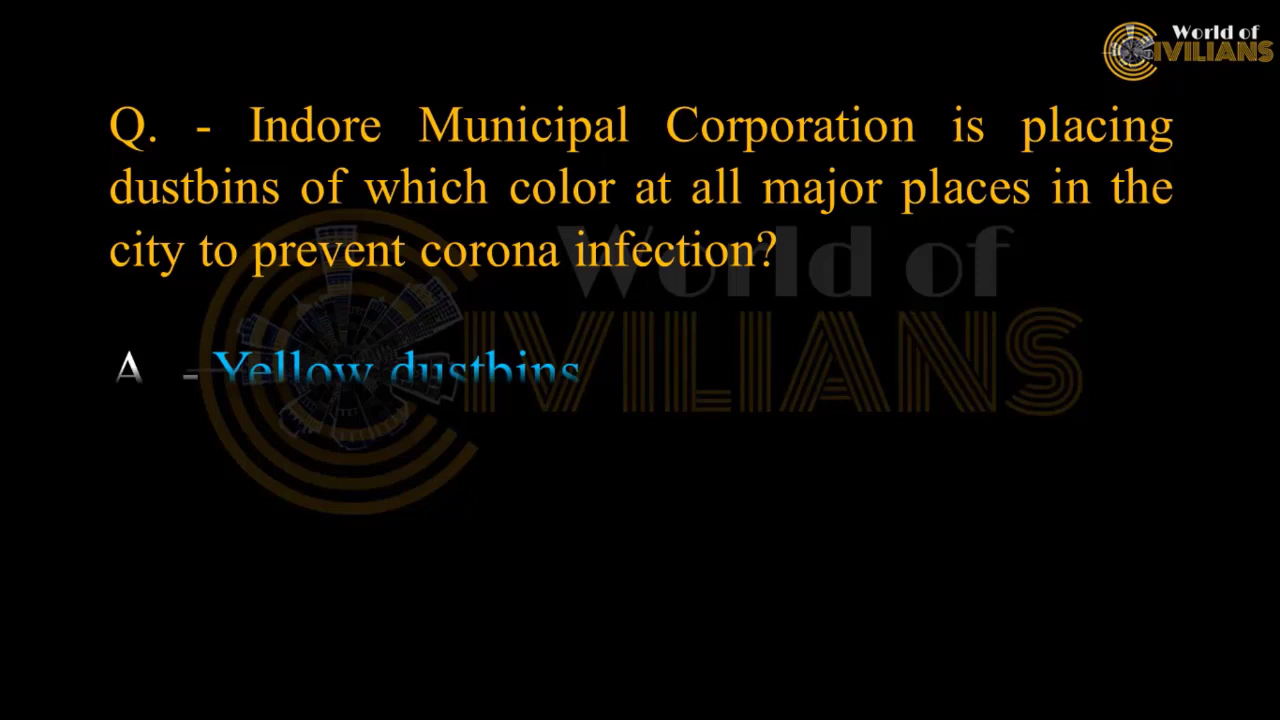 World of
CIVILIANS
Q. - Indore Municipal Corporation is placing
dustbins of which color at all major places in the
city to prevent corona infection?
World of
CIVILIANS
A - Yellow dustbins